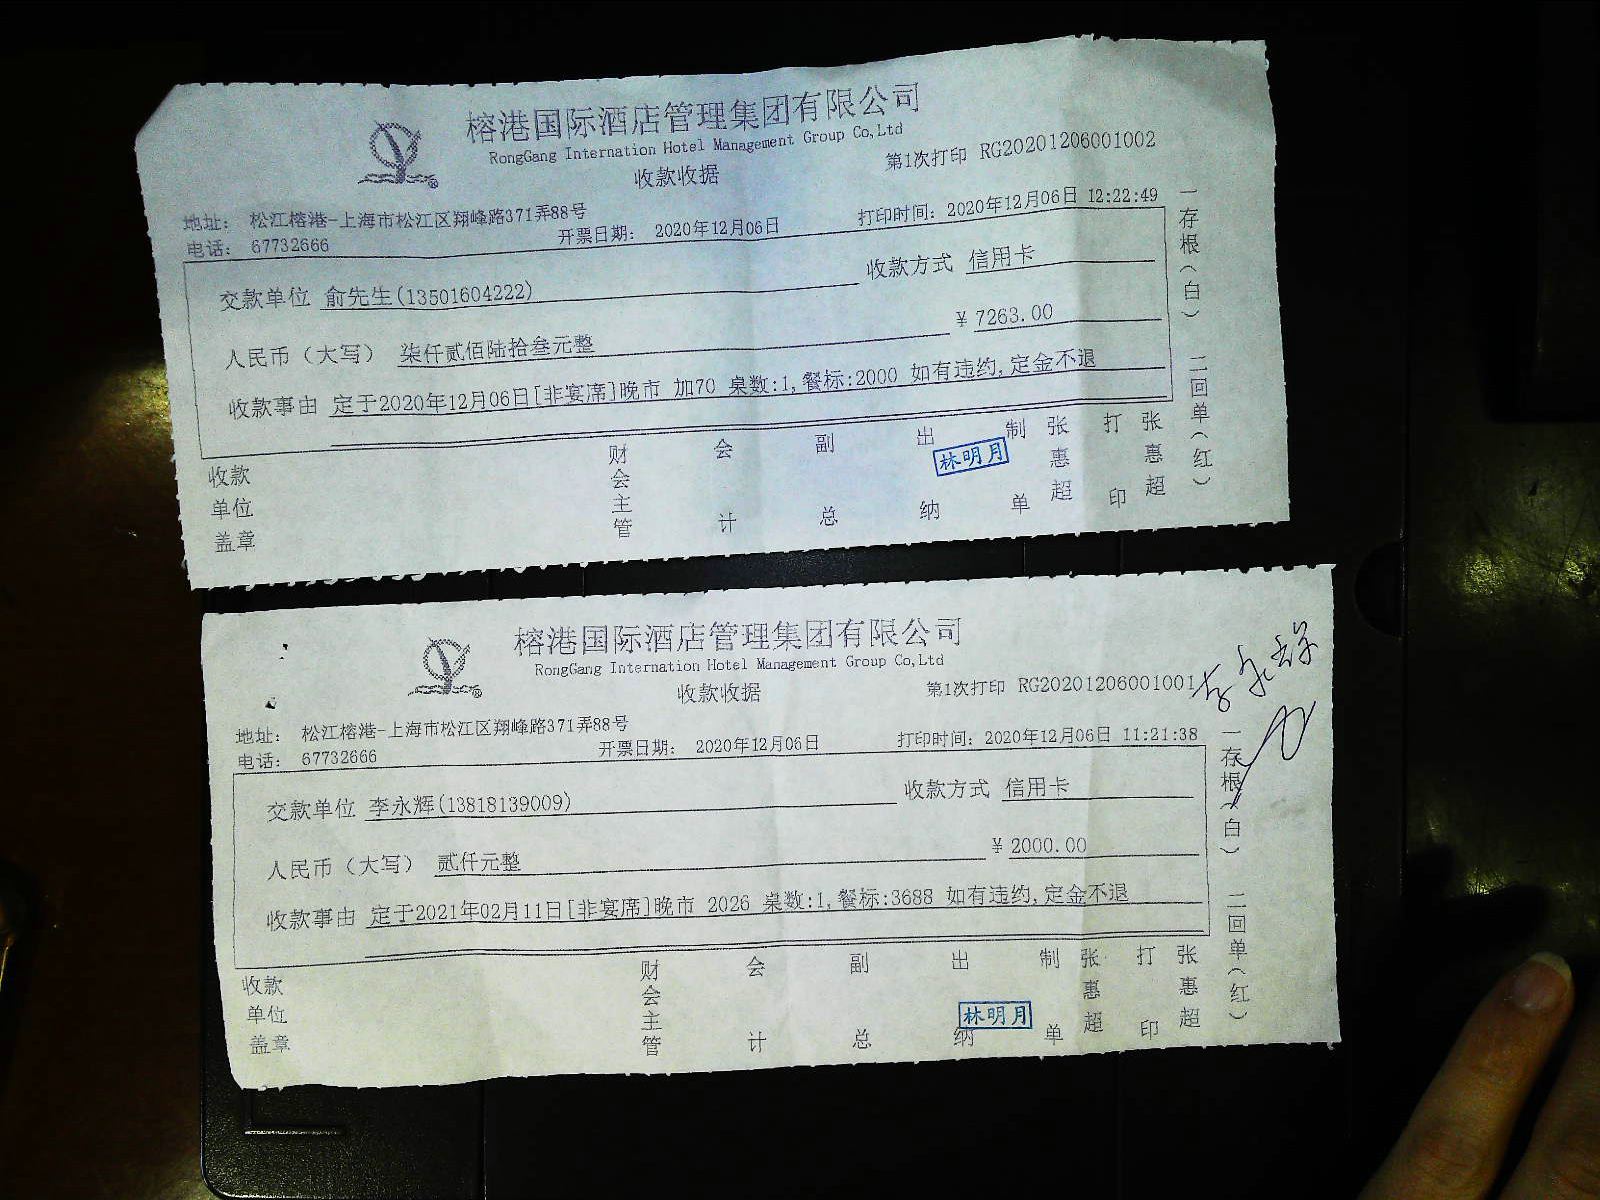 榕港国际酒店管理集团有限公司
RongGang Internation Hotel Management Group Co,Ltd
收款收据
第1次打印 RG20201206001002
地址： 松江榕港-上海市松江区翔峰路371弄88号
电话： 67732666
开票日期： 2020年12月06日
打印时间：2020年12月06日 12:22:49
交款单位 俞先生(13501604222)
收款方式 信用卡
人民币（大写） 柒仟贰佰陆拾叁元整
¥ 7263.00
收款事由 定于2020年12月06日[非宴席]晚市 加70 桌数:1,餐标:2000 如有违约,定金不退
收款单位盖章
财会主管
会计
副总
出纳
林明月
制单
张惠超
打印
张惠超
一存根（白）
二回单（红）
榕港国际酒店管理集团有限公司
RongGang Internation Hotel Management Group Co,Ltd
收款收据
第1次打印 RG20201206001001
地址： 松江榕港-上海市松江区翔峰路371弄88号
电话： 67732666
开票日期： 2020年12月06日
打印时间：2020年12月06日 11:21:38
交款单位 李永辉(13818139009)
收款方式 信用卡
人民币（大写） 贰仟元整
¥ 2000.00
收款事由 定于2021年02月11日[非宴席]晚市 2026 桌数:1,餐标:3688 如有违约,定金不退
收款单位盖章
财会主管
会计
副总
出纳
林明月
制单
张惠超
打印
张惠超
一存根（白）
二回单（红）